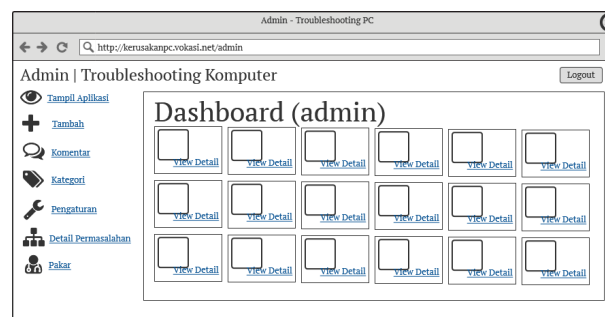 Admin - Troubleshooting PC
http://kerusakanpc.vokasi.net/admin
Admin | Troubleshooting Komputer
Logout
Tampil Aplikasi
Tambah
Komentar
Kategori
Pengaturan
Detail Permasalahan
Pakar
Dashboard (admin)
View Detail View Detail View Detail View Detail View Detail View Detail
View Detail View Detail View Detail View Detail View Detail View Detail
View Detail View Detail View Detail View Detail View Detail View Detail